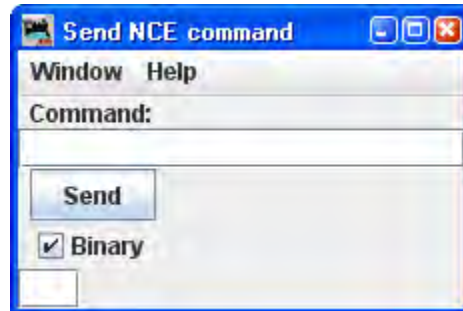 Send NCE command
Window Help
Command:
Send
Binary